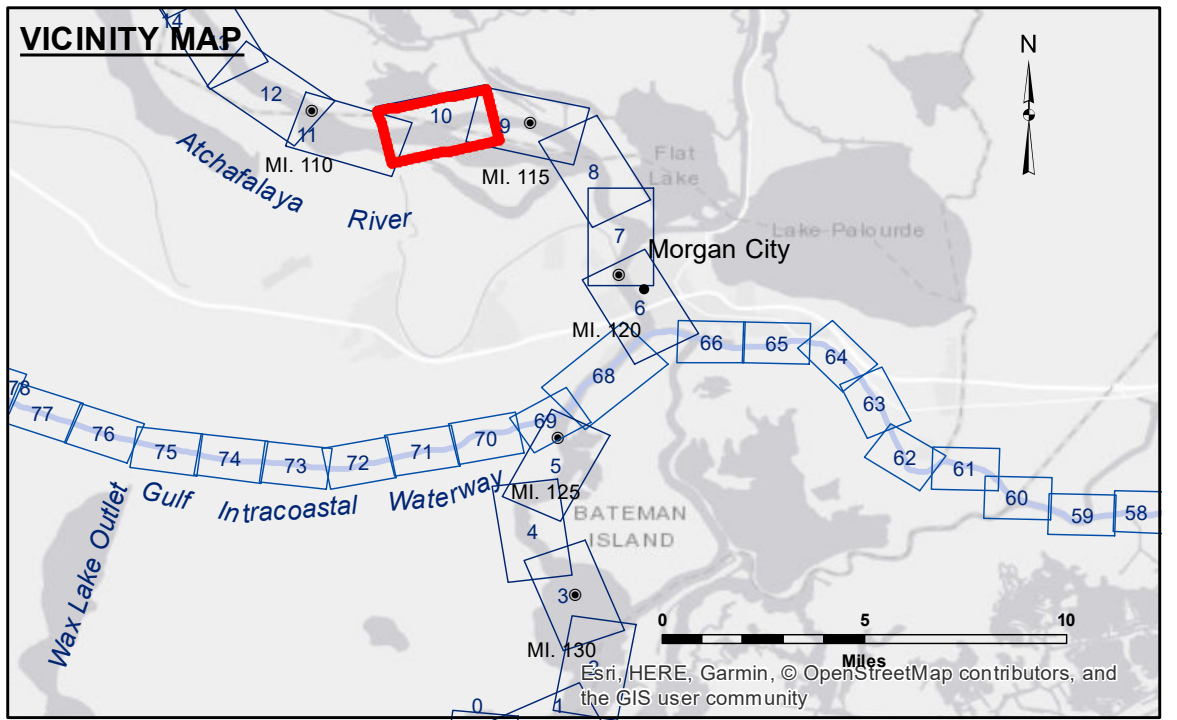 14
VICINITY MAP
N
12
10
9
11
MI. 110
MI. 115
Atchafalaya
River
8
Flat
Lake
7
Lake Palourde
Morgan City
6
MI. 120
66
65
64
68
63
78
77
76
75
74
73
72
71
70
69
62
61
60
59
58
5
MI. 125
Gulf
Intracoastal
Waterway
Wax Lake Outlet
4
BATEMAN
ISLAND
3
MI. 130
2
0
5
10
Miles
Esri, HERE, Garmin, © OpenStreetMap contributors, and
the GIS user community
0
1